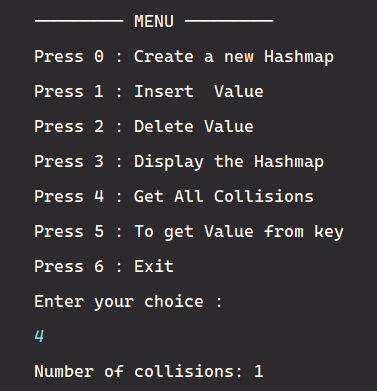 --------- MENU ---------
Press 0 : Create a new Hashmap
Press 1 : Insert  Value
Press 2 : Delete Value
Press 3 : Display the Hashmap
Press 4 : Get All Collisions
Press 5 : To get Value from key
Press 6 : Exit
Enter your choice :
4
Number of collisions: 1